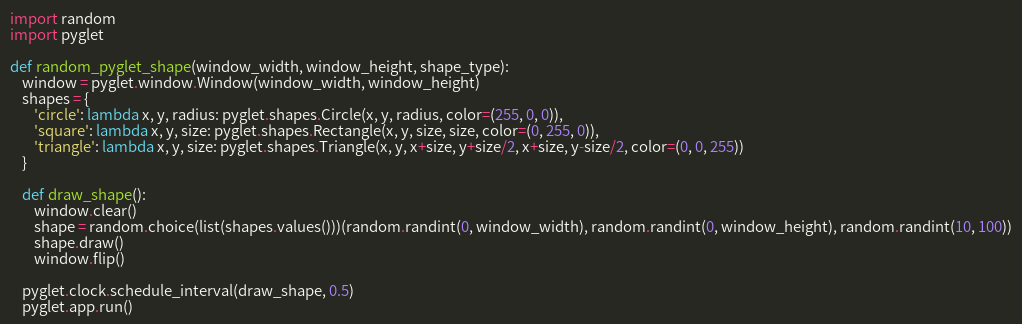 import random
import pyglet

def random_pyglet_shape(window_width, window_height, shape_type):
    window = pyglet.window.Window(window_width, window_height)
    shapes = {
        'circle': lambda x, y, radius: pyglet.shapes.Circle(x, y, radius, color=(255, 0, 0)),
        'square': lambda x, y, size: pyglet.shapes.Rectangle(x, y, size, size, color=(0, 255, 0)),
        'triangle': lambda x, y, size: pyglet.shapes.Triangle(x, y, x+size, y+size/2, x+size, y-size/2, color=(0, 0, 255))
    }

    def draw_shape():
        window.clear()
        shape = random.choice(list(shapes.values()))(random.randint(0, window_width), random.randint(0, window_height), random.randint(10, 100))
        shape.draw()
        window.flip()

    pyglet.clock.schedule_interval(draw_shape, 0.5)
    pyglet.app.run()